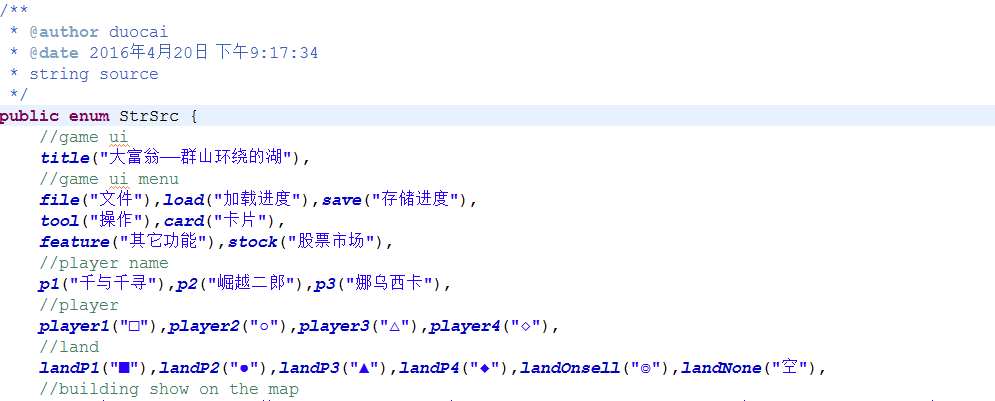 /**
 * @author duocai
 * @date 2016年4月20日 下午9:17:34
 * string source
 */
public enum StrSrc {
    //game ui
    title("大富翁——群山环绕的湖"),
    //game ui menu
    file("文件"),load("加载进度"),save("存储进度"),
    tool("操作"),card("卡片"),
    feature("其它功能"),stock("股票市场"),
    //player name
    p1("千与千寻"),p2("崛越二郎"),p3("娜乌西卡"),
    //player
    player1("□"),player2("○"),player3("△"),player4("◇"),
    //land
    landP1("■"),landP2("●"),landP3("▲"),landP4("◆"),landOnsell("◎"),landNone("空"),
    //building show on the map